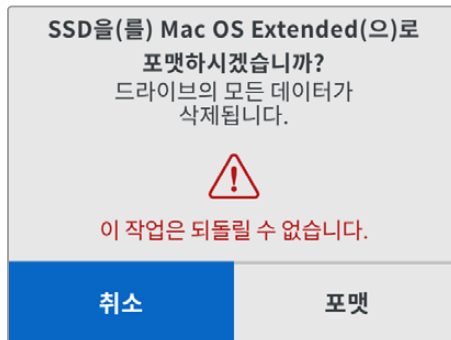 SSD을(를) Mac OS Extended(으)로
포맷하시겠습니까?
드라이브의 모든 데이터가
삭제됩니다.
이 작업은 되돌릴 수 없습니다.
취소
포맷